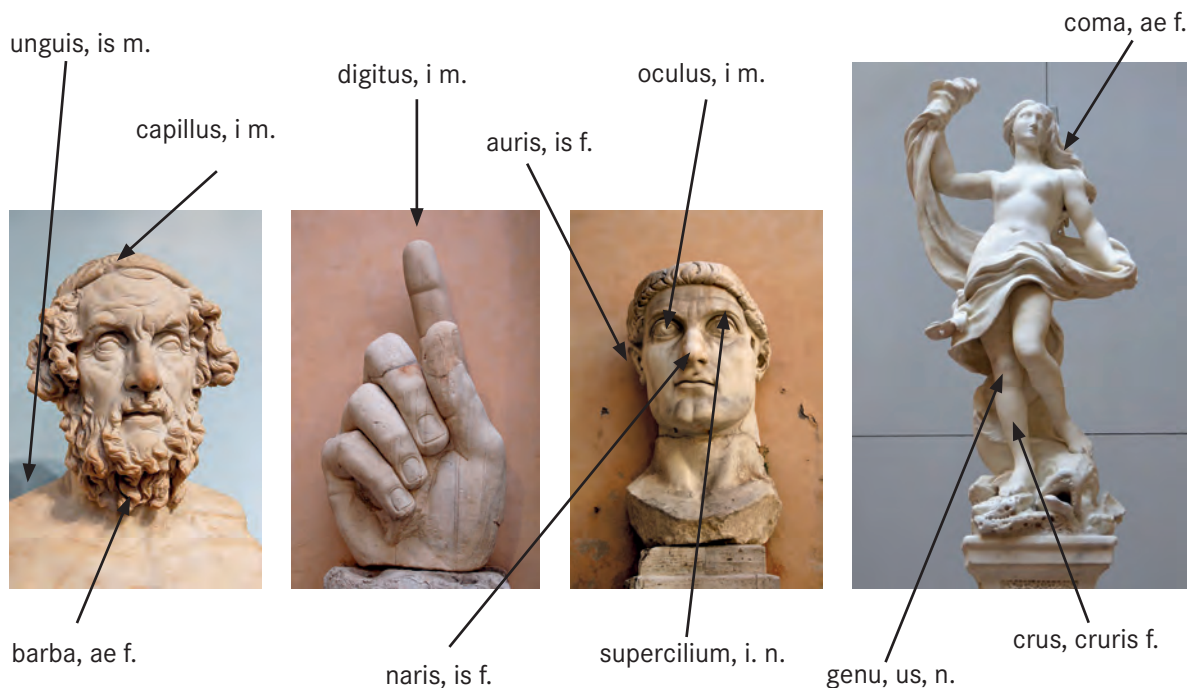 coma, ae f.
unguis, is m.
digitus, i m.
oculus, i m.
capillus, i m.
auris, is f.
barba, ae f.
naris, is f.
supercilium, i. n.
crus, cruris f.
genu, us, n.